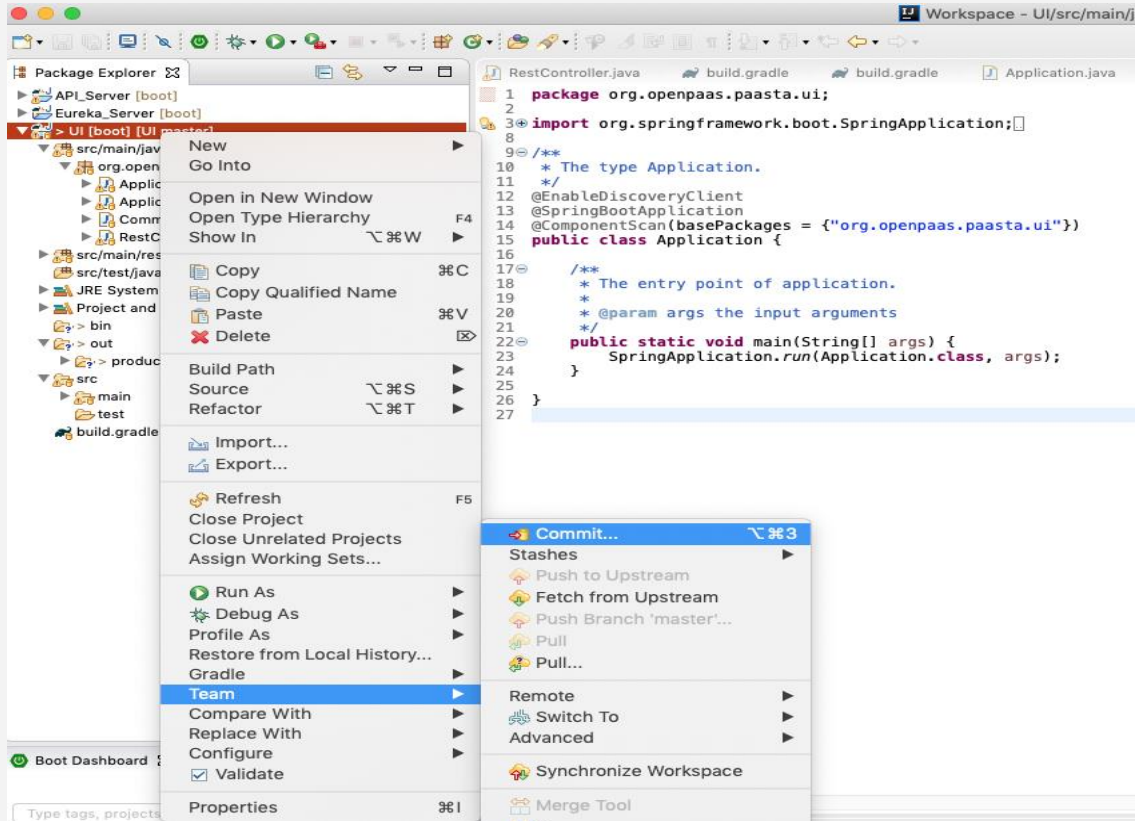 Workspace - UI/src/main/j
Package Explorer
API_Server [boot]
Eureka_Server [boot]
> UI [boot] [UI master]
src/main/jav
org.open
Applic
Applic
Comm
RestC
src/main/res
src/test/java
JRE System
Project and
> bin
> out
> produc
src
main
test
build.gradle
Boot Dashboard
Type tags, projects
New
Go Into
Open in New Window
Open Type Hierarchy F4
Show In ⌥⌘W
Copy ⌘C
Copy Qualified Name
Paste ⌘V
Delete ⌦
Build Path
Source ⌥⌘S
Refactor ⌥⌘T
Import...
Export...
Refresh F5
Close Project
Close Unrelated Projects
Assign Working Sets...
Run As
Debug As
Profile As
Restore from Local History...
Gradle
Team
Compare With
Replace With
Configure
Validate
Properties ⌘I
Commit... ⌥⌘3
Stashes
Push to Upstream
Fetch from Upstream
Push Branch 'master'...
Pull
Pull...
Remote
Switch To
Advanced
Synchronize Workspace
Merge Tool
RestController.java build.gradle build.gradle Application.java
1 package org.openpaas.paasta.ui;
2
3 import org.springframework.boot.SpringApplication;
8
9 /**
10 * The type Application.
11 */
12 @EnableDiscoveryClient
13 @SpringBootApplication
14 @ComponentScan(basePackages = {"org.openpaas.paasta.ui"})
15 public class Application {
16
17 /**
18 * The entry point of application.
19 *
20 * @param args the input arguments
21 */
22 public static void main(String[] args) {
23 SpringApplication.run(Application.class, args);
24 }
25
26 }
27